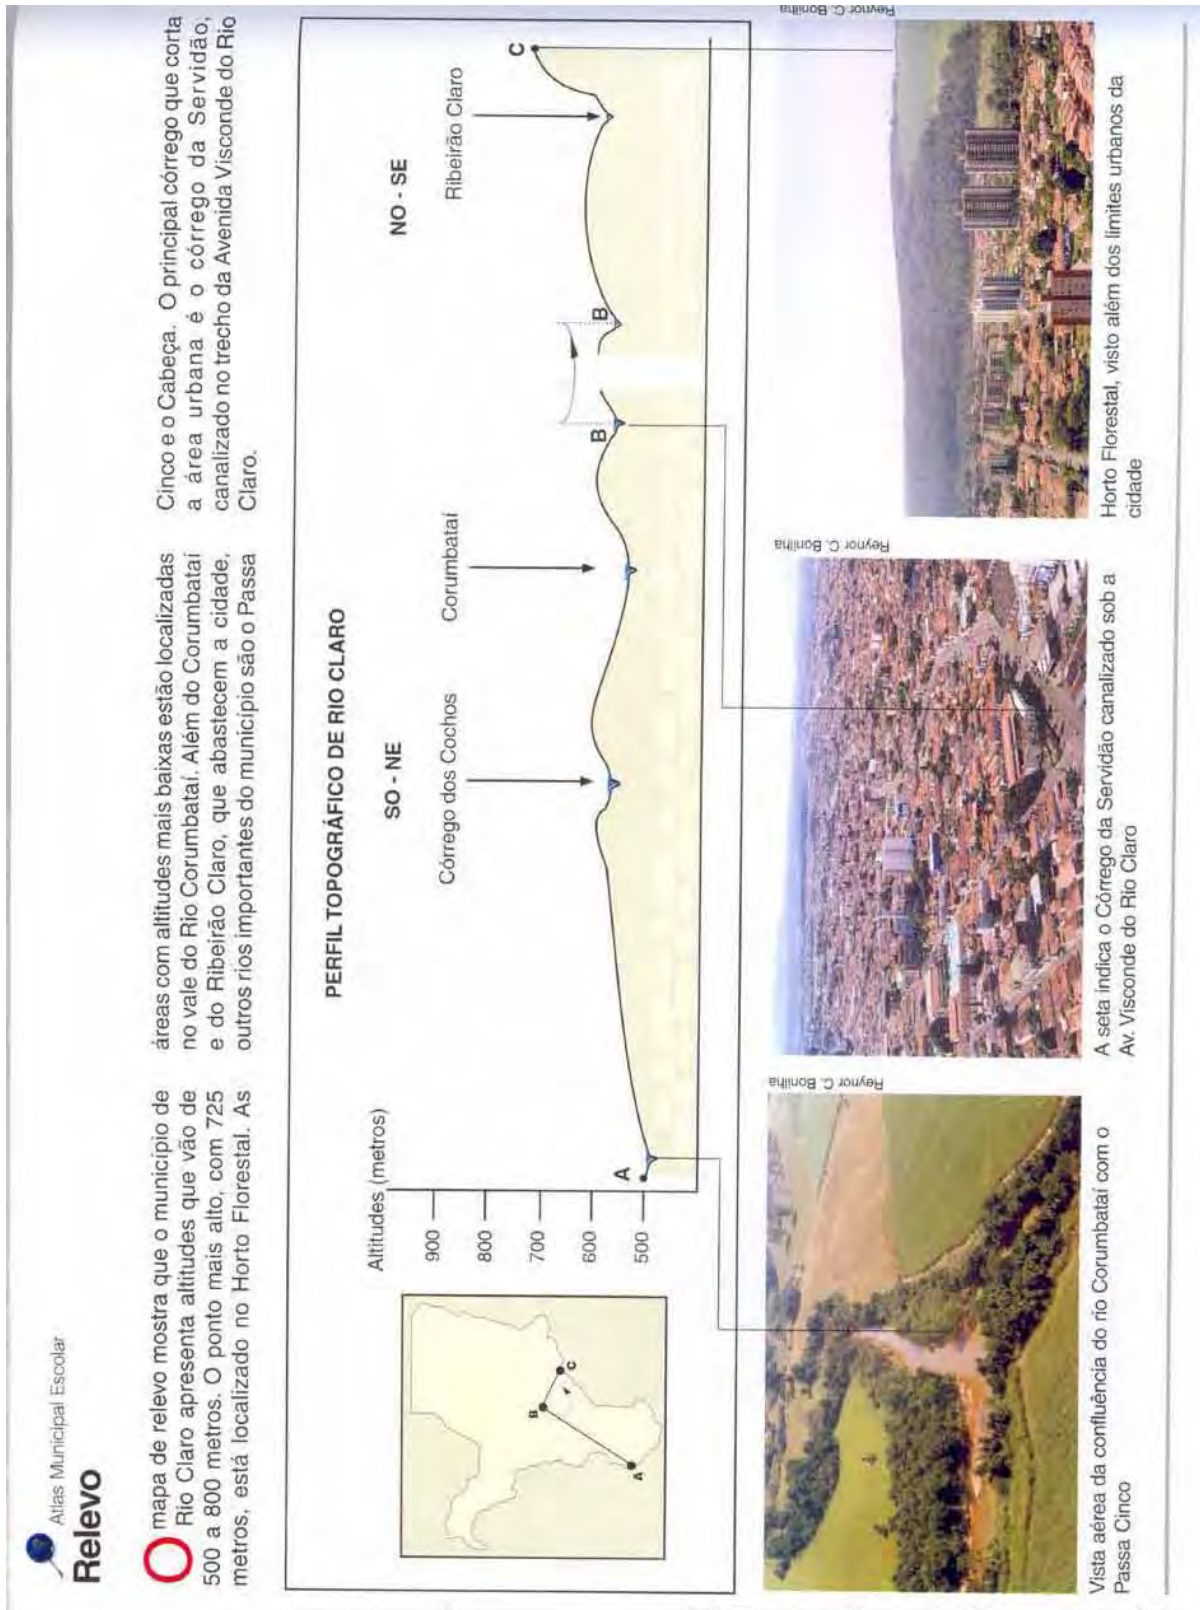 Atlas Municipal Escolar
Relevo
O mapa de relevo mostra que o município de
Rio Claro apresenta altitudes que vão de
500 a 800 metros. O ponto mais alto, com 725
metros, está localizado no Horto Florestal. As
áreas com altitudes mais baixas estão localizadas
no vale do Rio Corumbataí. Além do Corumbataí
e do Ribeirão Claro, que abastecem a cidade,
outros rios importantes do município são o Passa
Cinco e o Cabeça. O principal córrego que corta
a área urbana é o córrego da Servidão,
canalizado no trecho da Avenida Visconde do Rio
Claro.
PERFIL TOPOGRÁFICO DE RIO CLARO
SO - NE
NO - SE
Altitudes (metros)
900
800
700
600
500
Córrego dos Cochos
Corumbataí
Ribeirão Claro
A
B
B
C
A
B
C
Reynor C. Bonilha
Reynor C. Bonilha
Reynor C. Bonilha
Vista aérea da confluência do rio Corumbataí com o
Passa Cinco
A seta indica o Córrego da Servidão canalizado sob a
Av. Visconde do Rio Claro
Horto Florestal, visto além dos limites urbanos da
cidade